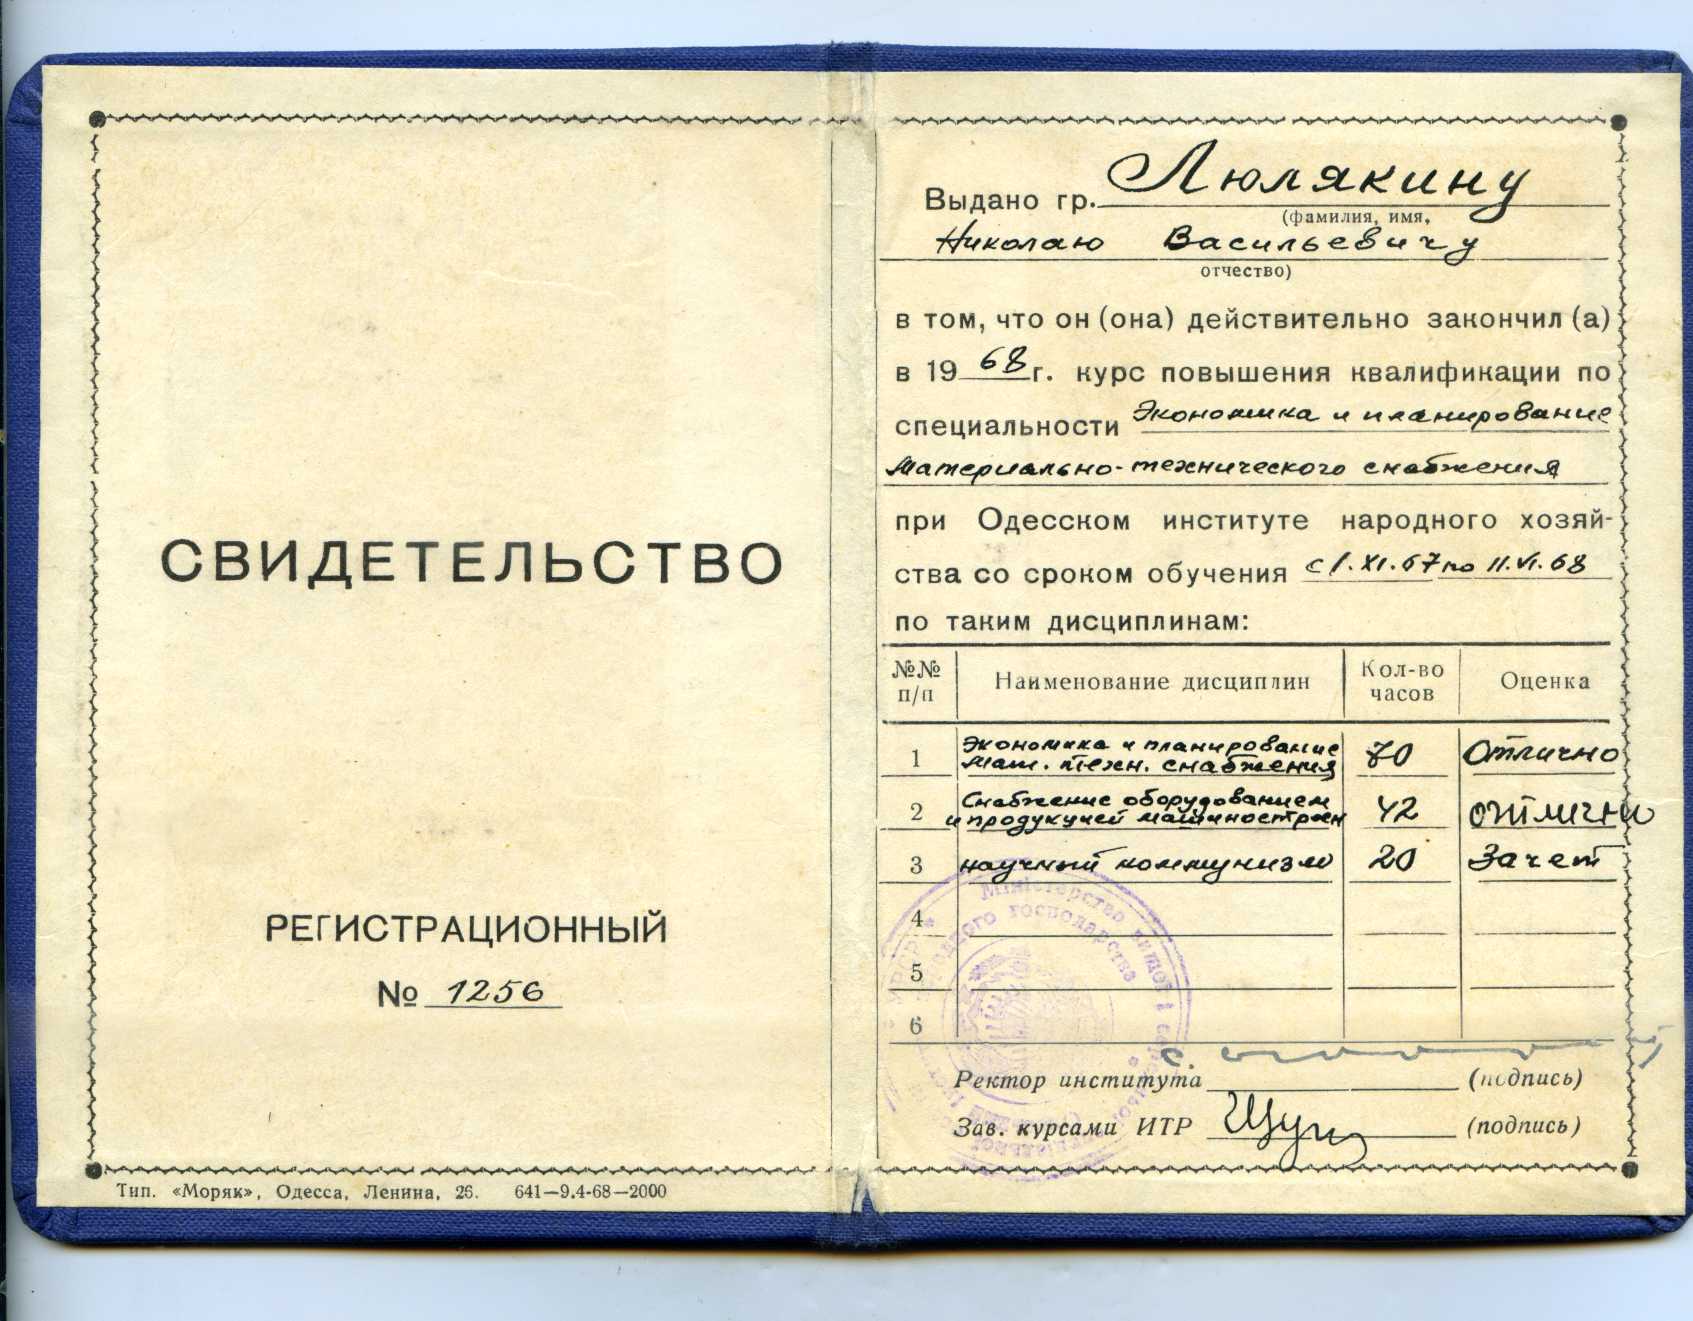 СВИДЕТЕЛЬСТВО
РЕГИСТРАЦИОННЫЙ
№ 1256
Тип. «Моряк», Одесса, Ленина, 26. 641—9.4-68—2000
Выдано гр. Люлякину
(фамилия, имя,
Николаю Васильевичу
отчество)
в том, что он (она) действительно закончил (а)
в 1968 г. курс повышения квалификации по
специальности Экономика и планирование
материально-технического снабжения
при Одесском институте народного хозяй-
ства со сроком обучения с 1.XI.67 по 11.VI.68
по таким дисциплинам:
№№ п/п Наименование дисциплин Кол-во часов Оценка
1 Экономика и планирование мат. техн. снабжения 70 Отлично
2 Снабжение оборудованием и продукцией машиностроен 42 отлично
3 научный коммунизм 20 Зачет
4
5
6
Міністерство вищої і
народного господарства
Ректор института (подпись)
Зав. курсами ИТР (подпись)